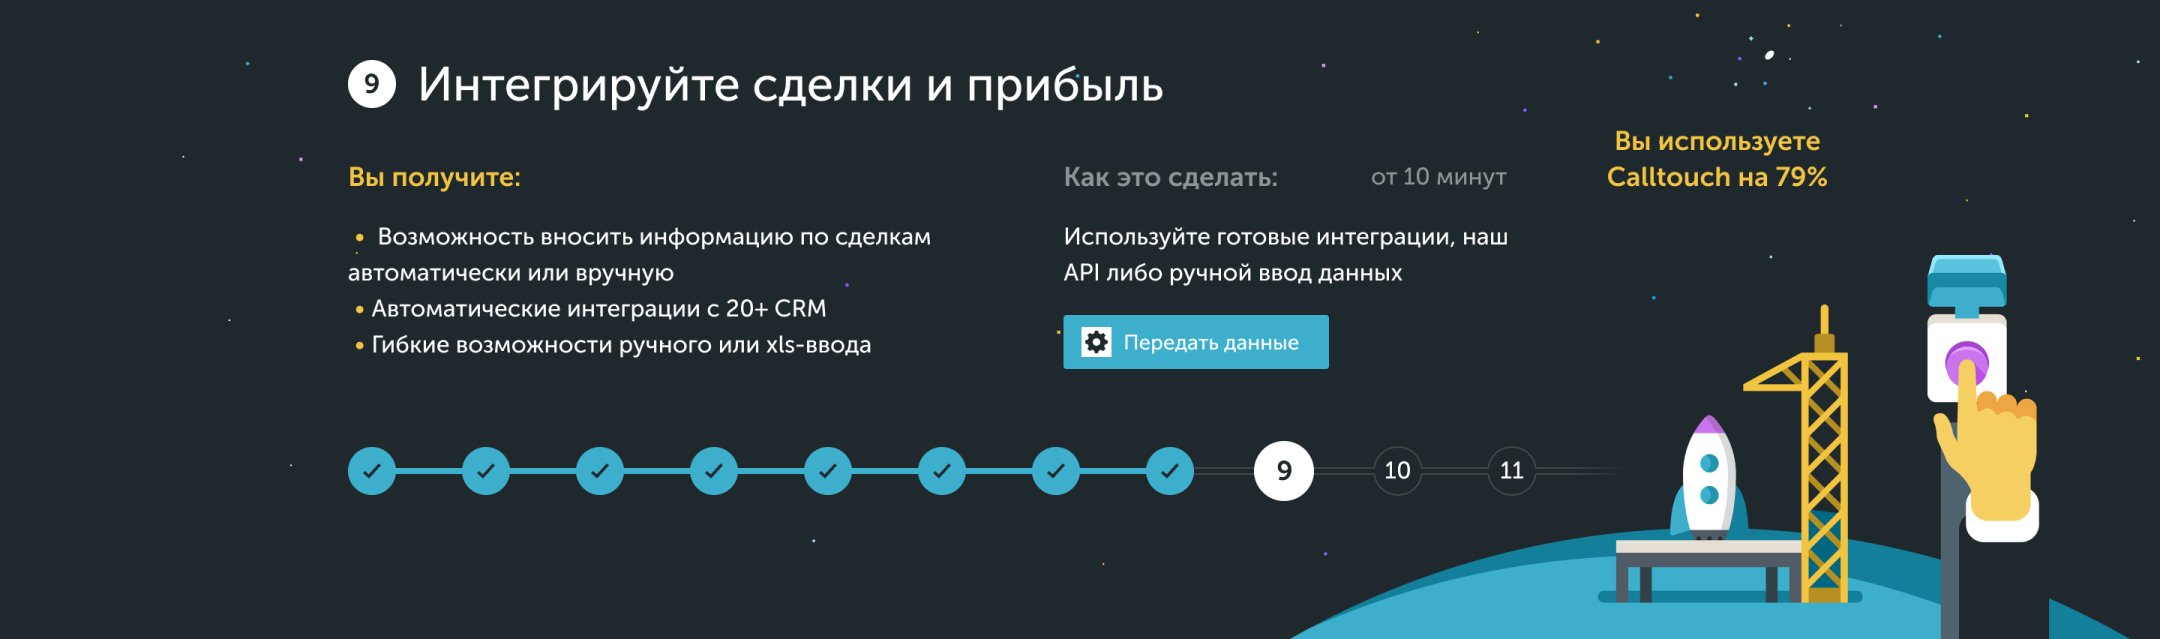 9 Интегрируйте сделки и прибыль
Вы получите:
• Возможность вносить информацию по сделкам
автоматически или вручную
• Автоматические интеграции с 20+ CRM
• Гибкие возможности ручного или xls-ввода
Как это сделать: от 10 минут
Используйте готовые интеграции, наш
API либо ручной ввод данных
Передать данные
Вы используете
Calltouch на 79%
9 10 11